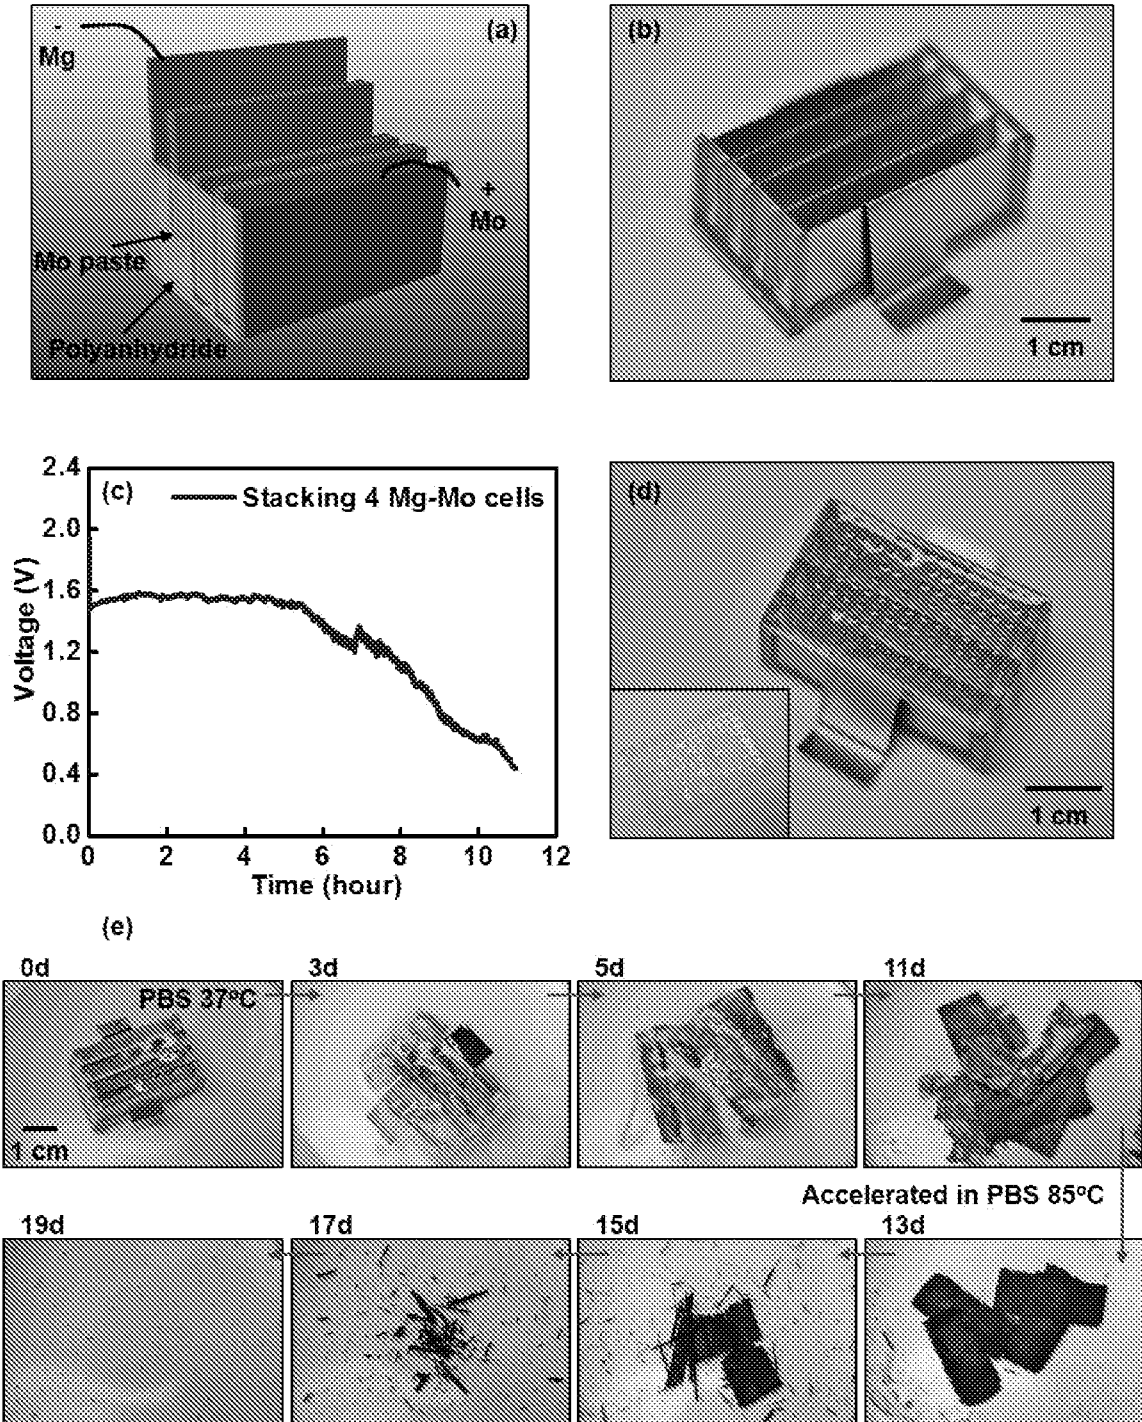 (a)
-
Mg
+
Mo
Mo paste
Polyanhydride
(b)
1 cm
(c)
Stacking 4 Mg-Mo cells
2.4
2.0
1.6
1.2
0.8
0.4
0.0
Voltage (V)
0 2 4 6 8 10 12
Time (hour)
(d)
1 cm
(e)
0d 3d 5d 11d
PBS 37°C
1 cm
Accelerated in PBS 85°C
19d 17d 15d 13d